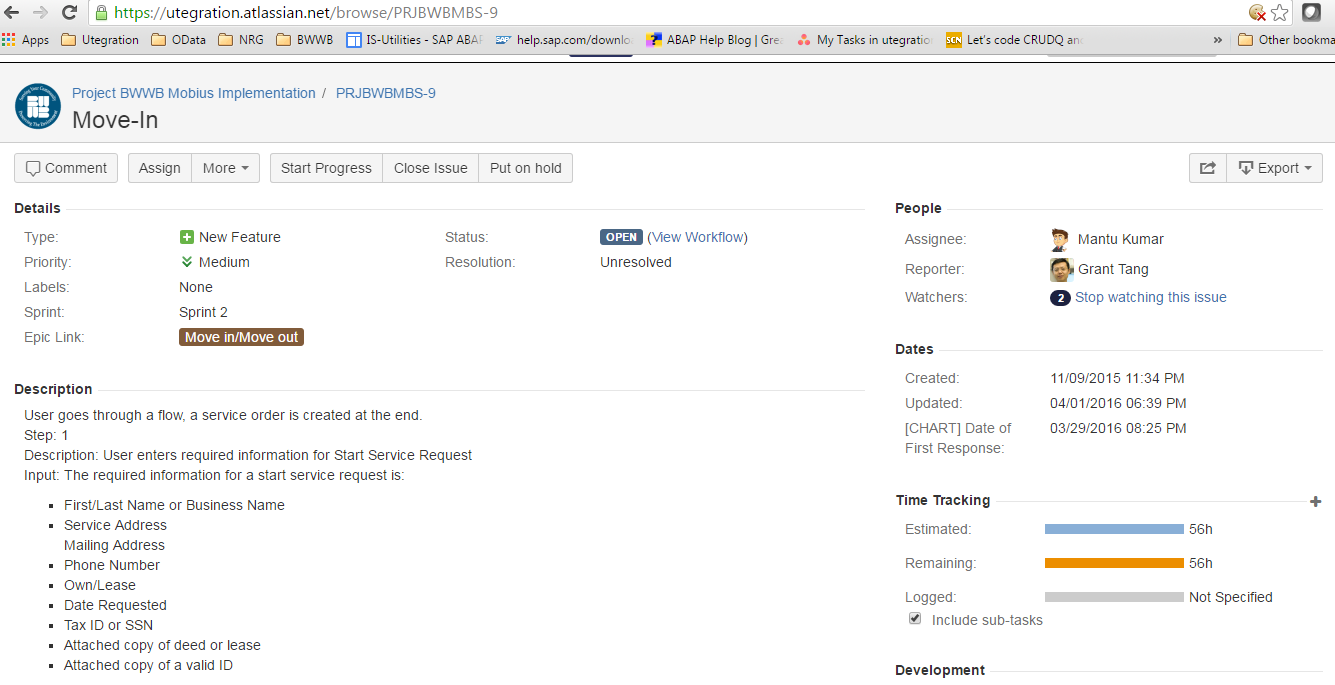 https://utegration.atlassian.net/browse/PRJBWBMBS-9
Apps Utegration OData NRG BWWB IS-Utilities - SAP ABAP help.sap.com/downlo ABAP Help Blog | Gre My Tasks in utegratio Let's code CRUDQ and » Other bookma
Project BWWB Mobius Implementation / PRJBWBMBS-9
Move-In
Comment Assign More Start Progress Close Issue Put on hold Export
Details
Type: New Feature
Status: OPEN (View Workflow)
Priority: Medium
Resolution: Unresolved
Labels: None
Sprint: Sprint 2
Epic Link: Move in/Move out
Description
User goes through a flow, a service order is created at the end.
Step: 1
Description: User enters required information for Start Service Request
Input: The required information for a start service request is:
▪ First/Last Name or Business Name
▪ Service Address
Mailing Address
▪ Phone Number
▪ Own/Lease
▪ Date Requested
▪ Tax ID or SSN
▪ Attached copy of deed or lease
▪ Attached copy of a valid ID
People
Assignee: Mantu Kumar
Reporter: Grant Tang
Watchers: 2 Stop watching this issue
Dates
Created: 11/09/2015 11:34 PM
Updated: 04/01/2016 06:39 PM
[CHART] Date of 03/29/2016 08:25 PM
First Response:
Time Tracking
Estimated: 56h
Remaining: 56h
Logged: Not Specified
Include sub-tasks
Development